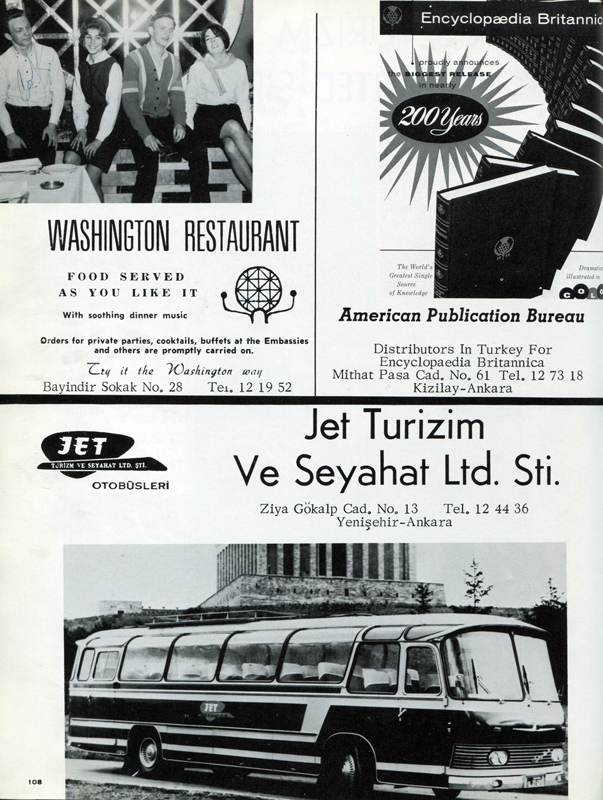 WASHINGTON RESTAURANT
FOOD SERVED
AS YOU LIKE IT
With soothing dinner music
Orders for private parties, cocktails, buffets at the Embassies
and others are promptly carried on.
Try it the Washington way
Bayindir Sokak No. 28 Tel. 12 19 52
Encyclopædia Britannic
proudly announces
the BIGGEST RELEASE
in nearly
200 Years
The World's
Greatest Single
Source
of Knowledge
Dramatic
illustrated in
COLO
American Publication Bureau
Distributors In Turkey For
Encyclopaedia Britannica
Mithat Pasa Cad. No. 61 Tel. 12 73 18
Kizilay-Ankara
JET
TURİZM VE SEYAHAT LTD. ŞTİ.
OTOBÜSLERİ
Jet Turizim
Ve Seyahat Ltd. Sti.
Ziya Gökalp Cad. No. 13 Tel. 12 44 36
Yenişehir-Ankara
JET
108